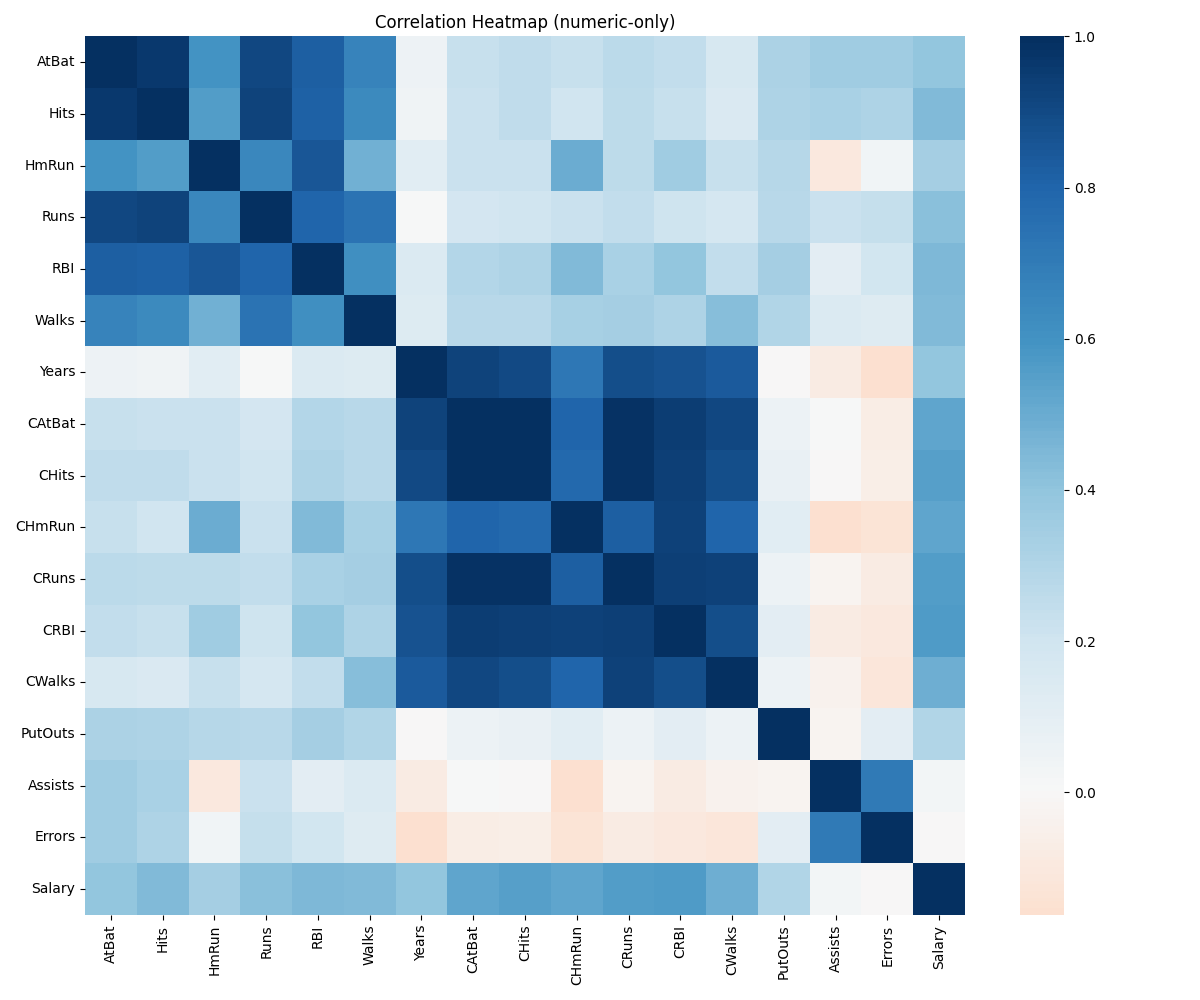 Correlation Heatmap (numeric-only)
AtBat
Hits
HmRun
Runs
RBI
Walks
Years
CAtBat
CHits
CHmRun
CRuns
CRBI
CWalks
PutOuts
Assists
Errors
Salary
AtBat
Hits
HmRun
Runs
RBI
Walks
Years
CAtBat
CHits
CHmRun
CRuns
CRBI
CWalks
PutOuts
Assists
Errors
Salary
1.0
0.8
0.6
0.4
0.2
0.0